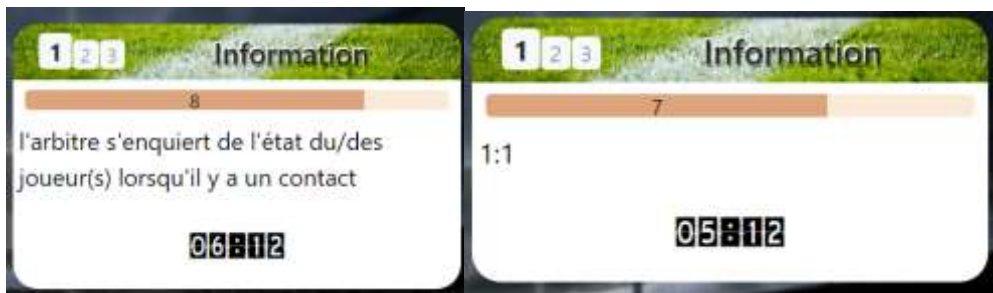 1 2 3 Information
8
l'arbitre s'enquiert de l'état du/des
joueur(s) lorsqu'il y a un contact
06:12
1 2 3 Information
7
1:1
05:12